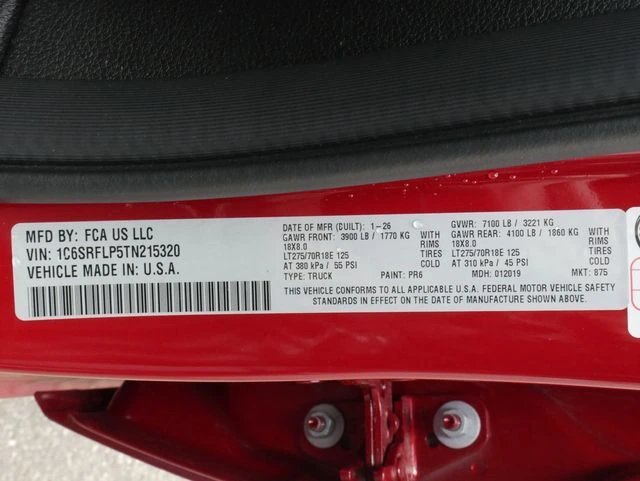 MFD BY: FCA US LLC
VIN: 1C6SRFLP5TN215320
VEHICLE MADE IN U.S.A.
DATE OF MFR (BUILT): 1-26 GVWR: 7100 LB / 3221 KG
GAWR FRONT: 3900 LB / 1770 KG WITH GAWR REAR: 4100 LB / 1860 KG WITH
18X8.0 RIMS 18X8.0 RIMS
LT275/70R18E 125 TIRES LT275/70R18E 125 TIRES
AT 380 kPa / 55 PSI COLD AT 310 kPa / 45 PSI COLD
TYPE: TRUCK PAINT: PR6 MDH: 012019 MKT: 875
THIS VEHICLE CONFORMS TO ALL APPLICABLE U.S.A. FEDERAL MOTOR VEHICLE SAFETY
STANDARDS IN EFFECT ON THE DATE OF MANUFACTURE SHOWN ABOVE.